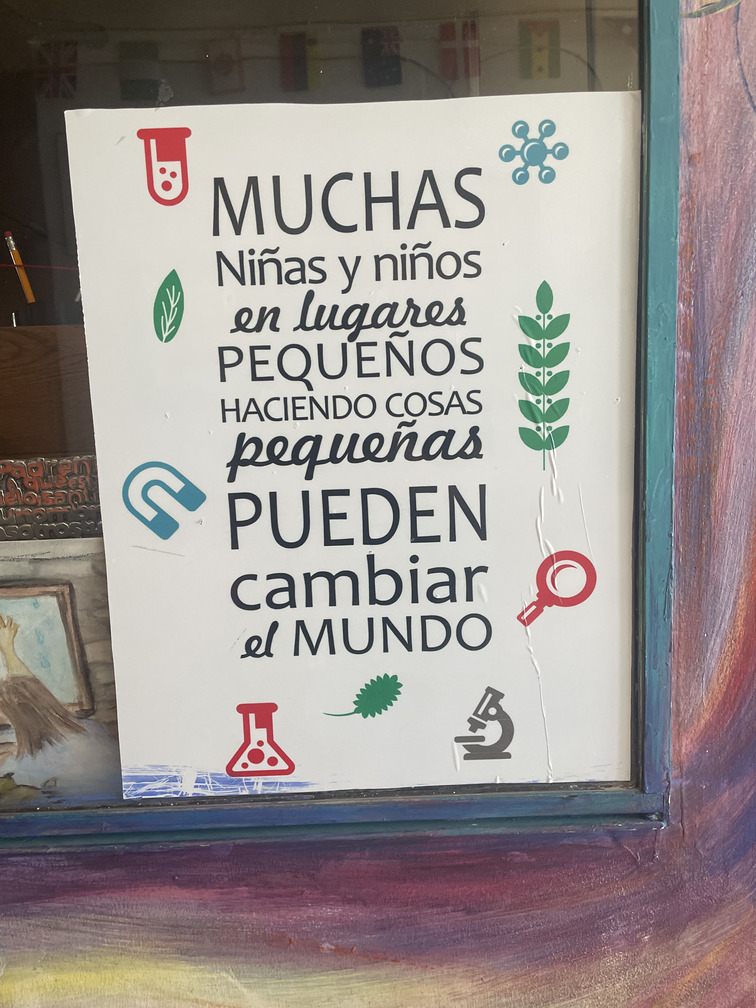 MUCHAS
Niñas y niños
en lugares
PEQUEÑOS
HACIENDO COSAS
pequeñas
PUEDEN
cambiar
el MUNDO